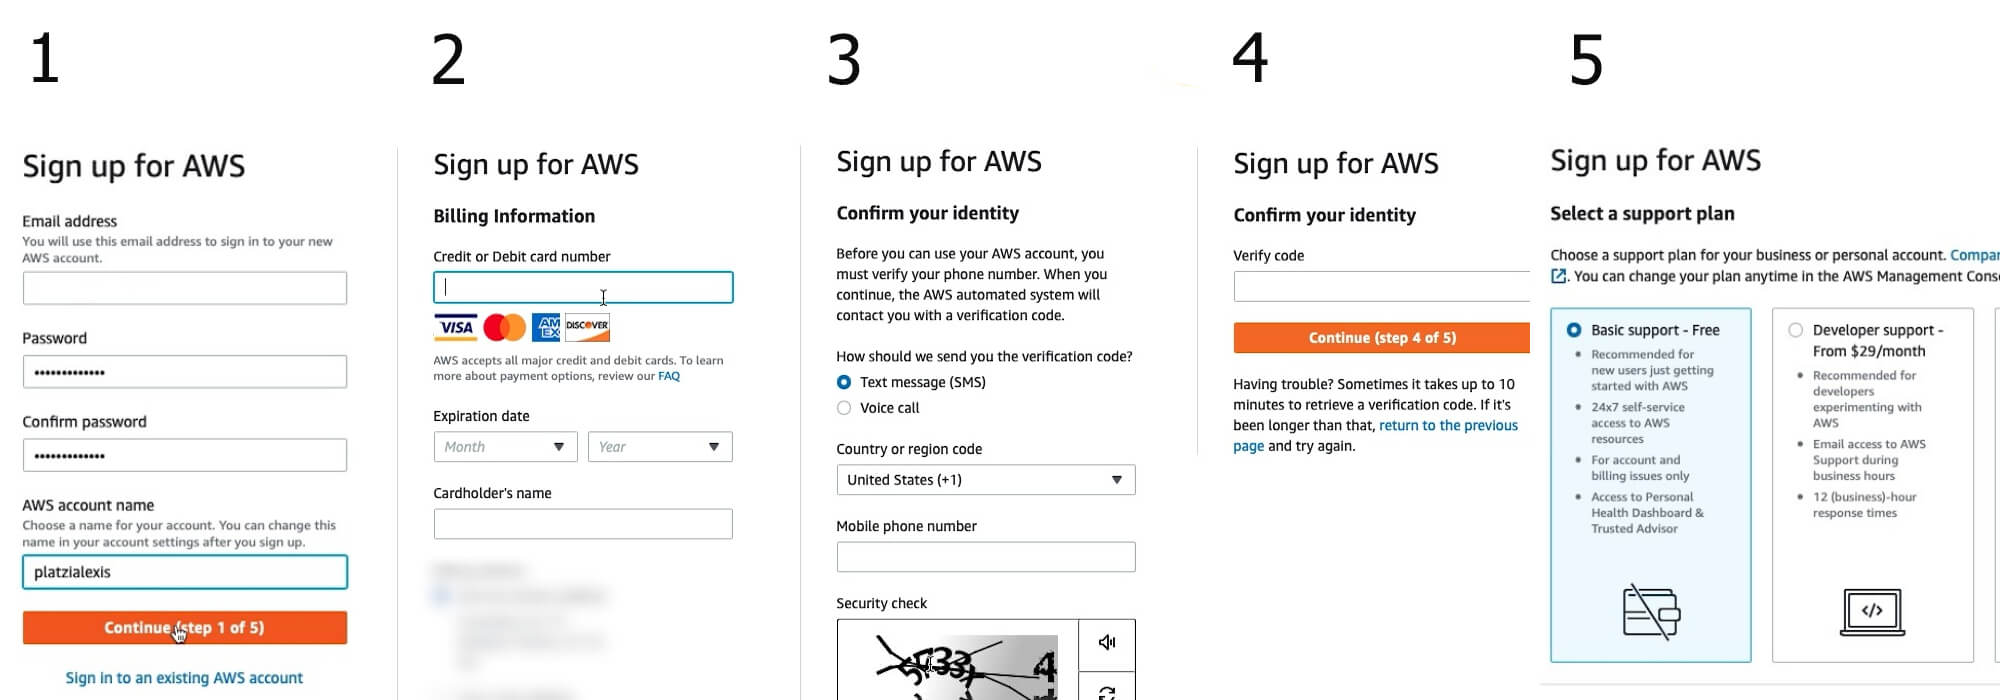 1
Sign up for AWS
Email address
You will use this email address to sign in to your new
AWS account.
Password
•••••••••••••
Confirm password
•••••••••••••
AWS account name
Choose a name for your account. You can change this
name in your account settings after you sign up.
platzialexis
Continue (step 1 of 5)
Sign in to an existing AWS account
2
Sign up for AWS
Billing Information
Credit or Debit card number
VISA
AM
EX
DISCOVER
AWS accepts all major credit and debit cards. To learn
more about payment options, review our FAQ
Expiration date
Month
Year
Cardholder's name
3
Sign up for AWS
Confirm your identity
Before you can use your AWS account, you
must verify your phone number. When you
continue, the AWS automated system will
contact you with a verification code.
How should we send you the verification code?
Text message (SMS)
Voice call
Country or region code
United States (+1)
Mobile phone number
Security check
4
Sign up for AWS
Confirm your identity
Verify code
Continue (step 4 of 5)
Having trouble? Sometimes it takes up to 10
minutes to retrieve a verification code. If it's
been longer than that, return to the previous
page and try again.
5
Sign up for AWS
Select a support plan
Choose a support plan for your business or personal account. Compar
. You can change your plan anytime in the AWS Management Cons
Basic support - Free
• Recommended for
new users just getting
started with AWS
• 24x7 self-service
access to AWS
resources
• For account and
billing issues only
• Access to Personal
Health Dashboard &
Trusted Advisor
Developer support -
From $29/month
• Recommended for
developers
experimenting with
AWS
• Email access to AWS
Support during
business hours
• 12 (business)-hour
response times